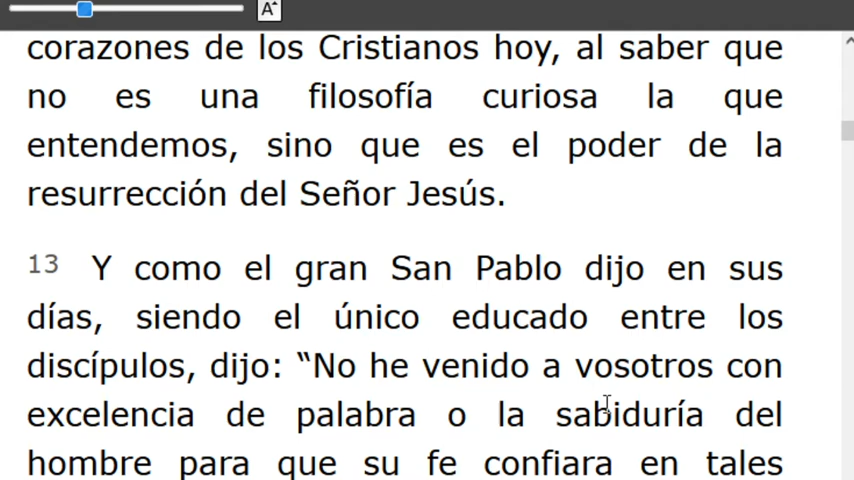 A
corazones de los Cristianos hoy, al saber que
no es una filosofía curiosa la que
entendemos, sino que es el poder de la
resurrección del Señor Jesús.
13 Y como el gran San Pablo dijo en sus
días, siendo el único educado entre los
discípulos, dijo: “No he venido a vosotros con
excelencia de palabra o la sabiduría del
hombre para que su fe confiara en tales